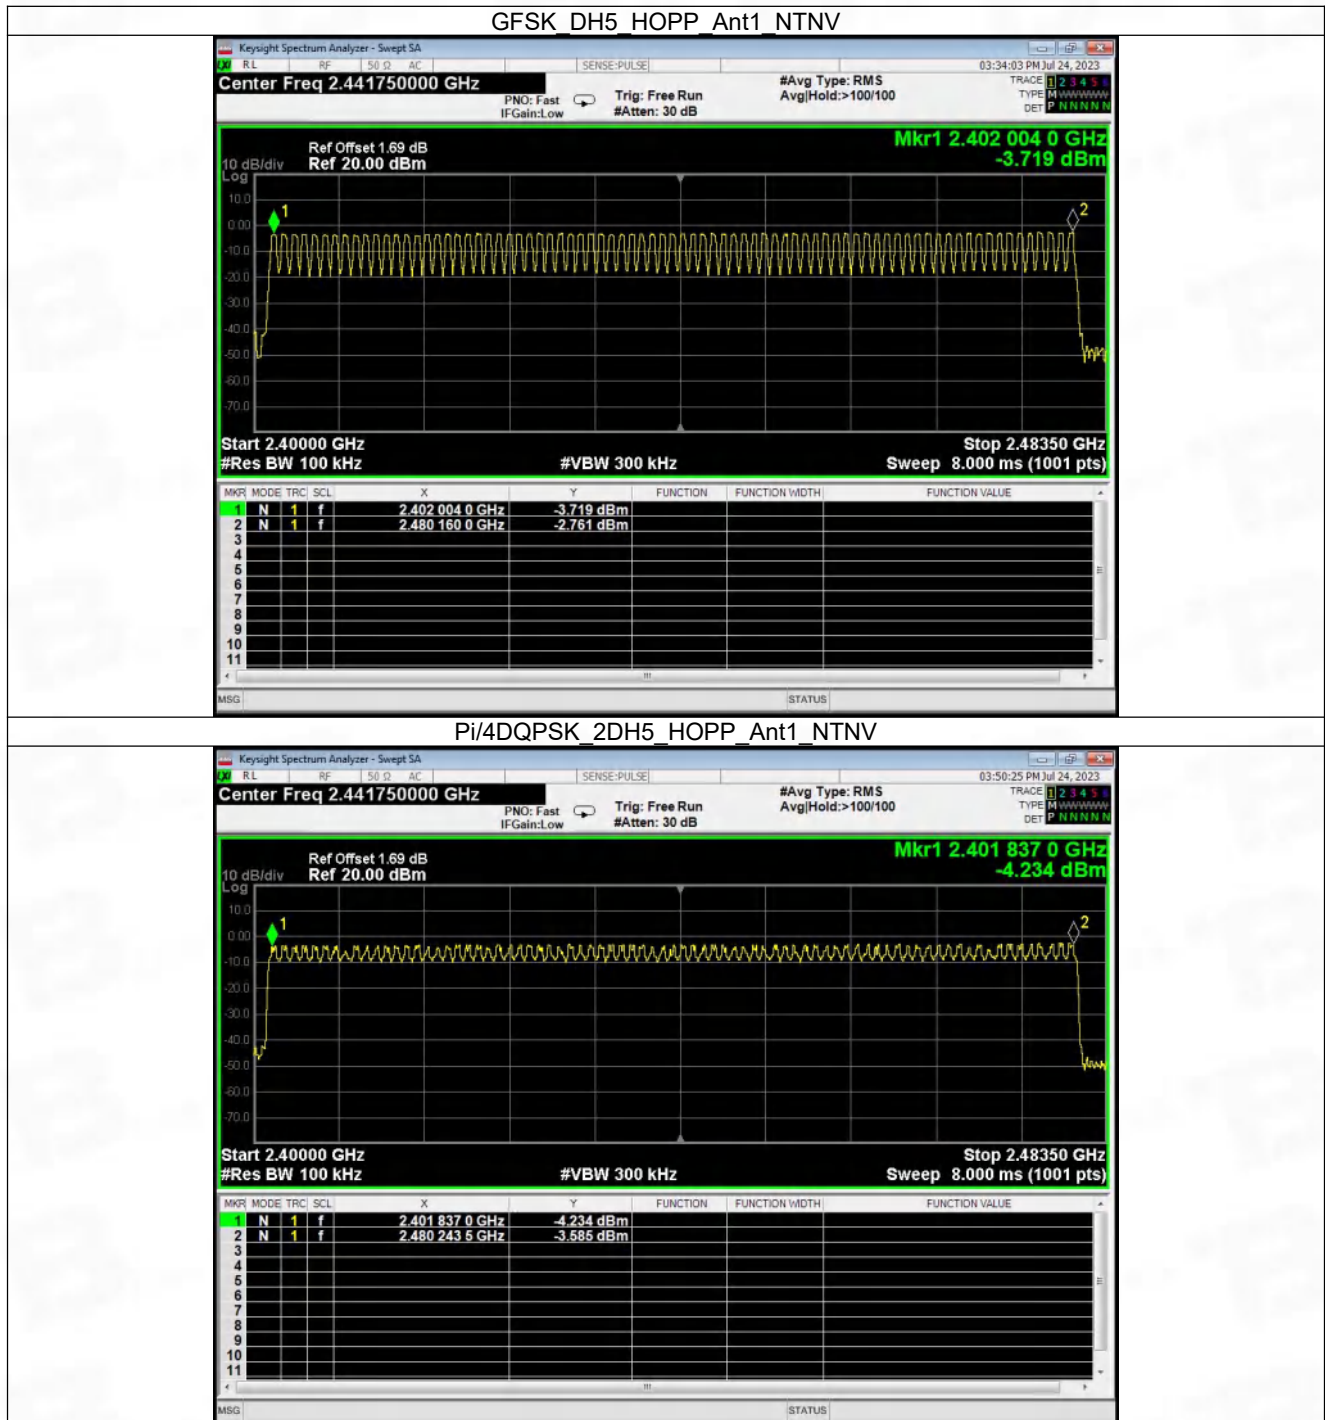 GFSK_DH5_HOPP_Ant1_NTNV
Keysight Spectrum Analyzer - Swept SA
RL RF 50 Ω AC SENSE:PULSE 03:34:03 PM Jul 24, 2023
Center Freq 2.441750000 GHz #Avg Type: RMS TRACE 1 2 3 4 5 6
PNO: Fast Trig: Free Run Avg|Hold:>100/100 TYPE M WWWWW
IFGain:Low #Atten: 30 dB DET P N N N N N
Mkr1 2.402 004 0 GHz
-3.719 dBm
Ref Offset 1.69 dB
10 dB/div Ref 20.00 dBm
Log
10.0
1
2
0.00
-10.0
-20.0
-30.0
-40.0
-50.0
-60.0
-70.0
Start 2.40000 GHz Stop 2.48350 GHz
#Res BW 100 kHz #VBW 300 kHz Sweep 8.000 ms (1001 pts)
MKR MODE TRC SCL X Y FUNCTION FUNCTION WIDTH FUNCTION VALUE
1 N 1 f 2.402 004 0 GHz -3.719 dBm
2 N 1 f 2.480 160 0 GHz -2.761 dBm
3
4
5
6
7
8
9
10
11
MSG STATUS
Pi/4DQPSK_2DH5_HOPP_Ant1_NTNV
Keysight Spectrum Analyzer - Swept SA
RL RF 50 Ω AC SENSE:PULSE 03:50:25 PM Jul 24, 2023
Center Freq 2.441750000 GHz #Avg Type: RMS TRACE 1 2 3 4 5 6
PNO: Fast Trig: Free Run Avg|Hold:>100/100 TYPE M WWWWW
IFGain:Low #Atten: 30 dB DET P N N N N N
Mkr1 2.401 837 0 GHz
-4.234 dBm
Ref Offset 1.69 dB
10 dB/div Ref 20.00 dBm
Log
10.0
1
2
0.00
-10.0
-20.0
-30.0
-40.0
-50.0
-60.0
-70.0
Start 2.40000 GHz Stop 2.48350 GHz
#Res BW 100 kHz #VBW 300 kHz Sweep 8.000 ms (1001 pts)
MKR MODE TRC SCL X Y FUNCTION FUNCTION WIDTH FUNCTION VALUE
1 N 1 f 2.401 837 0 GHz -4.234 dBm
2 N 1 f 2.480 243 5 GHz -3.585 dBm
3
4
5
6
7
8
9
10
11
MSG STATUS